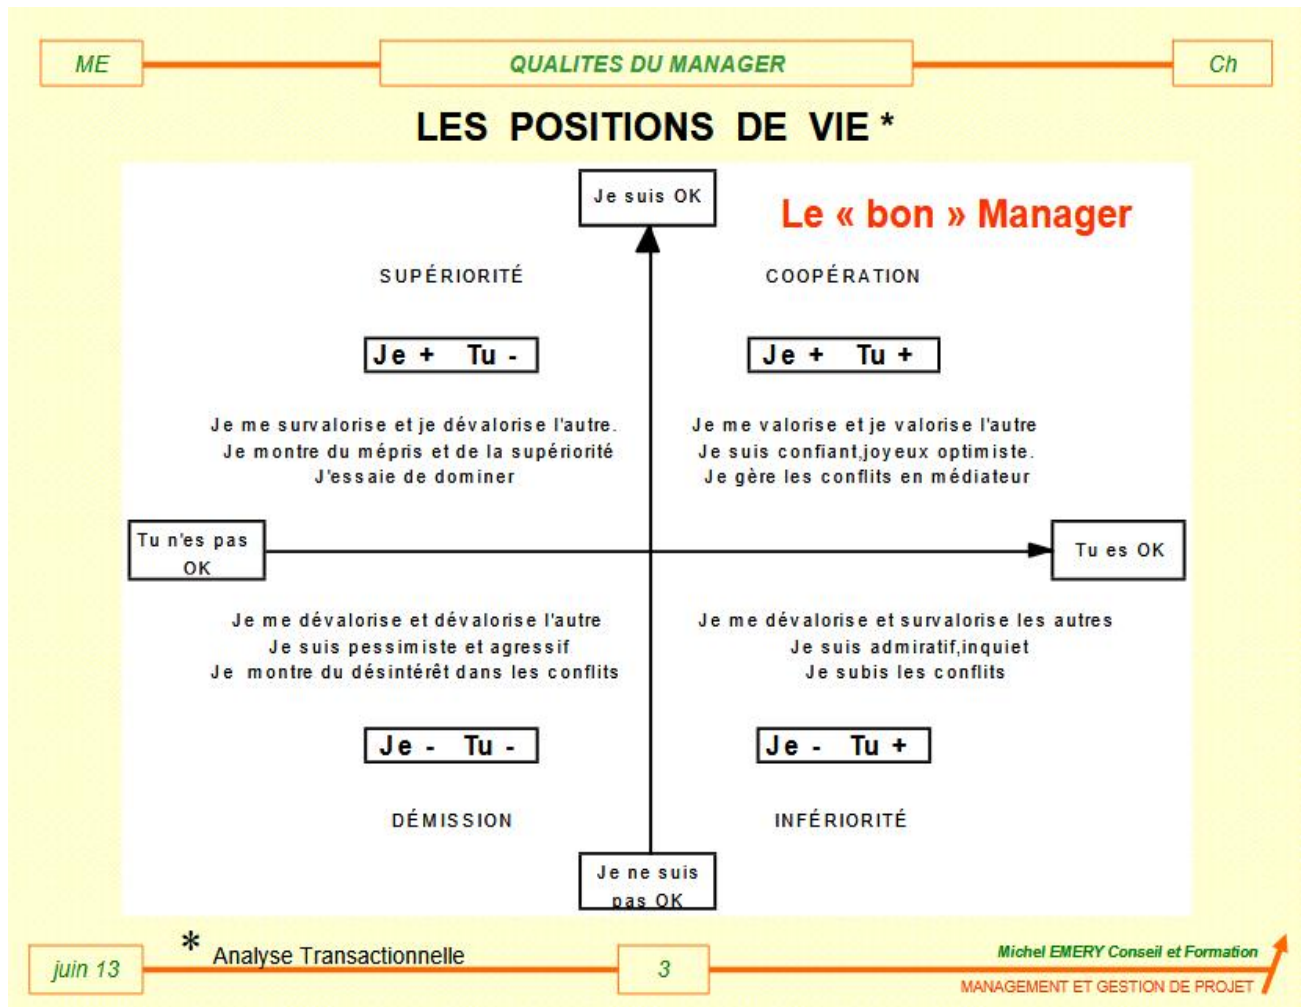 ME
QUALITES DU MANAGER
Ch
LES POSITIONS DE VIE *
Je suis OK
Le « bon » Manager
SUPÉRIORITÉ
COOPÉRATION
Je + Tu -
Je + Tu +
Je me survalorise et je dévalorise l'autre.
Je montre du mépris et de la supériorité
J'essaie de dominer
Je me valorise et je valorise l'autre
Je suis confiant,joyeux optimiste.
Je gère les conflits en médiateur
Tu n'es pas
OK
Tu es OK
Je me dévalorise et dévalorise l'autre
Je suis pessimiste et agressif
Je montre du désintérêt dans les conflits
Je me dévalorise et survalorise les autres
Je suis admiratif,inquiet
Je subis les conflits
Je - Tu -
Je - Tu +
DÉMISSION
INFÉRIORITÉ
Je ne suis
pas OK
* Analyse Transactionnelle
juin 13
3
Michel EMERY Conseil et Formation
MANAGEMENT ET GESTION DE PROJET